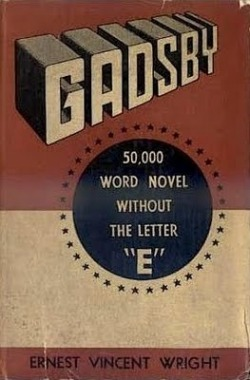 GADSBY
50,000
WORD NOVEL
WITHOUT
THE LETTER
"E"
ERNEST VINCENT WRIGHT